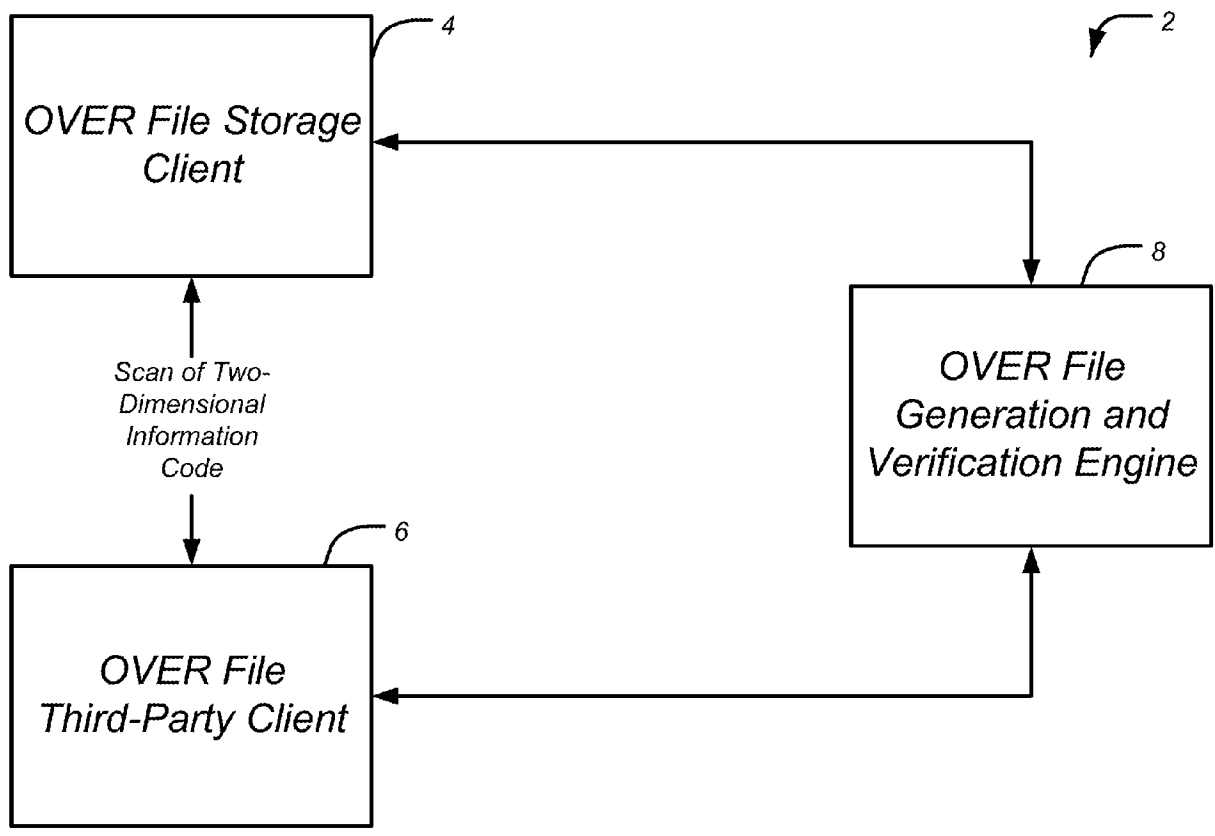 4
2
OVER File Storage
Client
8
Scan of Two-
Dimensional
Information
Code
OVER File
Generation and
Verification Engine
6
OVER File
Third-Party Client